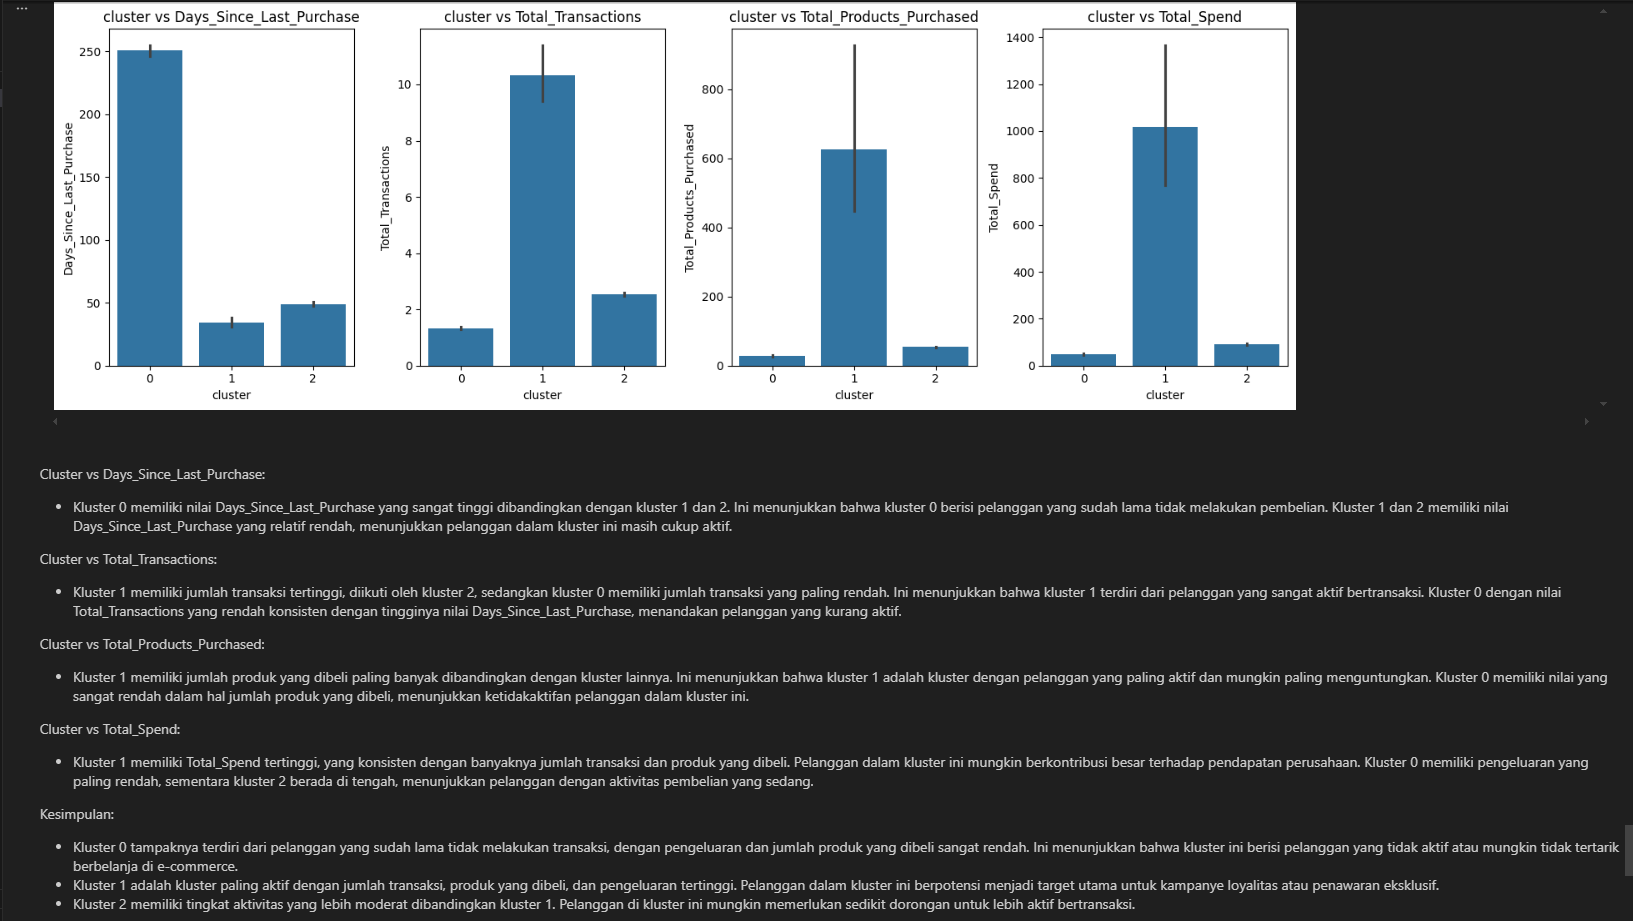 ...
cluster vs Days_Since_Last_Purchase
cluster vs Total_Transactions
cluster vs Total_Products_Purchased
cluster vs Total_Spend
Days_Since_Last_Purchase
250
200
150
100
50
0
0 1 2
cluster
Total_Transactions
10
8
6
4
2
0
0 1 2
cluster
Total_Products_Purchased
800
600
400
200
0
0 1 2
cluster
Total_Spend
1400
1200
1000
800
600
400
200
0
0 1 2
cluster
Cluster vs Days_Since_Last_Purchase:
• Kluster 0 memiliki nilai Days_Since_Last_Purchase yang sangat tinggi dibandingkan dengan kluster 1 dan 2. Ini menunjukkan bahwa kluster 0 berisi pelanggan yang sudah lama tidak melakukan pembelian. Kluster 1 dan 2 memiliki nilai
Days_Since_Last_Purchase yang relatif rendah, menunjukkan pelanggan dalam kluster ini masih cukup aktif.
Cluster vs Total_Transactions:
• Kluster 1 memiliki jumlah transaksi tertinggi, diikuti oleh kluster 2, sedangkan kluster 0 memiliki jumlah transaksi yang paling rendah. Ini menunjukkan bahwa kluster 1 terdiri dari pelanggan yang sangat aktif bertransaksi. Kluster 0 dengan nilai
Total_Transactions yang rendah konsisten dengan tingginya nilai Days_Since_Last_Purchase, menandakan pelanggan yang kurang aktif.
Cluster vs Total_Products_Purchased:
• Kluster 1 memiliki jumlah produk yang dibeli paling banyak dibandingkan dengan kluster lainnya. Ini menunjukkan bahwa kluster 1 adalah kluster dengan pelanggan yang paling aktif dan mungkin paling menguntungkan. Kluster 0 memiliki nilai yang
sangat rendah dalam hal jumlah produk yang dibeli, menunjukkan ketidakaktifan pelanggan dalam kluster ini.
Cluster vs Total_Spend:
• Kluster 1 memiliki Total_Spend tertinggi, yang konsisten dengan banyaknya jumlah transaksi dan produk yang dibeli. Pelanggan dalam kluster ini mungkin berkontribusi besar terhadap pendapatan perusahaan. Kluster 0 memiliki pengeluaran yang
paling rendah, sementara kluster 2 berada di tengah, menunjukkan pelanggan dengan aktivitas pembelian yang sedang.
Kesimpulan:
• Kluster 0 tampaknya terdiri dari pelanggan yang sudah lama tidak melakukan transaksi, dengan pengeluaran dan jumlah produk yang dibeli sangat rendah. Ini menunjukkan bahwa kluster ini berisi pelanggan yang tidak aktif atau mungkin tidak tertarik
berbelanja di e-commerce.
• Kluster 1 adalah kluster paling aktif dengan jumlah transaksi, produk yang dibeli, dan pengeluaran tertinggi. Pelanggan dalam kluster ini berpotensi menjadi target utama untuk kampanye loyalitas atau penawaran eksklusif.
• Kluster 2 memiliki tingkat aktivitas yang lebih moderat dibandingkan kluster 1. Pelanggan di kluster ini mungkin memerlukan sedikit dorongan untuk lebih aktif bertransaksi.